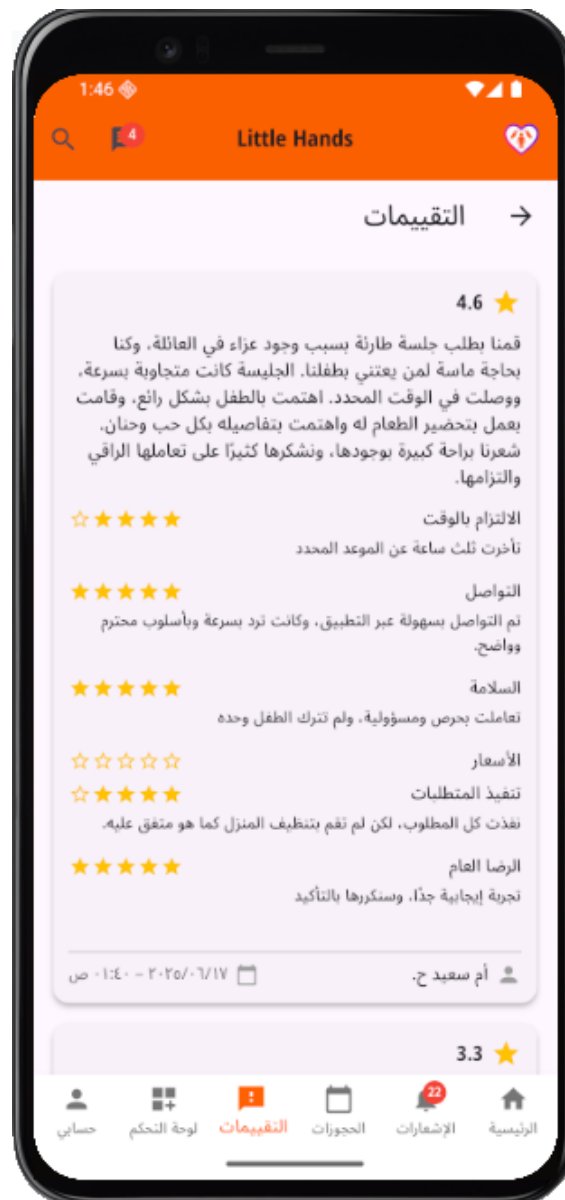 1:46
4
Little Hands
التقييمات
4.6
قمنا بطلب جلسة طارئة بسبب وجود عزاء في العائلة، وكنا
بحاجة ماسة لمن يعتني بطفلنا. الجليسة كانت متجاوبة بسرعة،
ووصلت في الوقت المحدد. اهتمت بالطفل بشكل رائع، وقامت
بعمل بتحضير الطعام له واهتمت بتفاصيله بكل حب وحنان.
شعرنا براحة كبيرة بوجودها، ونشكرها كثيرًا على تعاملها الراقي
والتزامها.
الالتزام بالوقت
تأخرت ثلث ساعة عن الموعد المحدد
التواصل
تم التواصل بسهولة عبر التطبيق، وكانت ترد بسرعة وبأسلوب محترم
وواضح.
السلامة
تعاملت بحرص ومسؤولية، ولم تترك الطفل وحده
الأسعار
تنفيذ المتطلبات
نفذت كل المطلوب، لكن لم تقم بتنظيف المنزل كما هو متفق عليه.
الرضا العام
تجربة إيجابية جدًا، وسنكررها بالتأكيد
أم سعيد ح.
٢٠٢٥/٠٦/١٧ – ٠١:٤٠ ص
3.3
22
الرئيسية
الإشعارات
الحجوزات
التقييمات
لوحة التحكم
حسابي